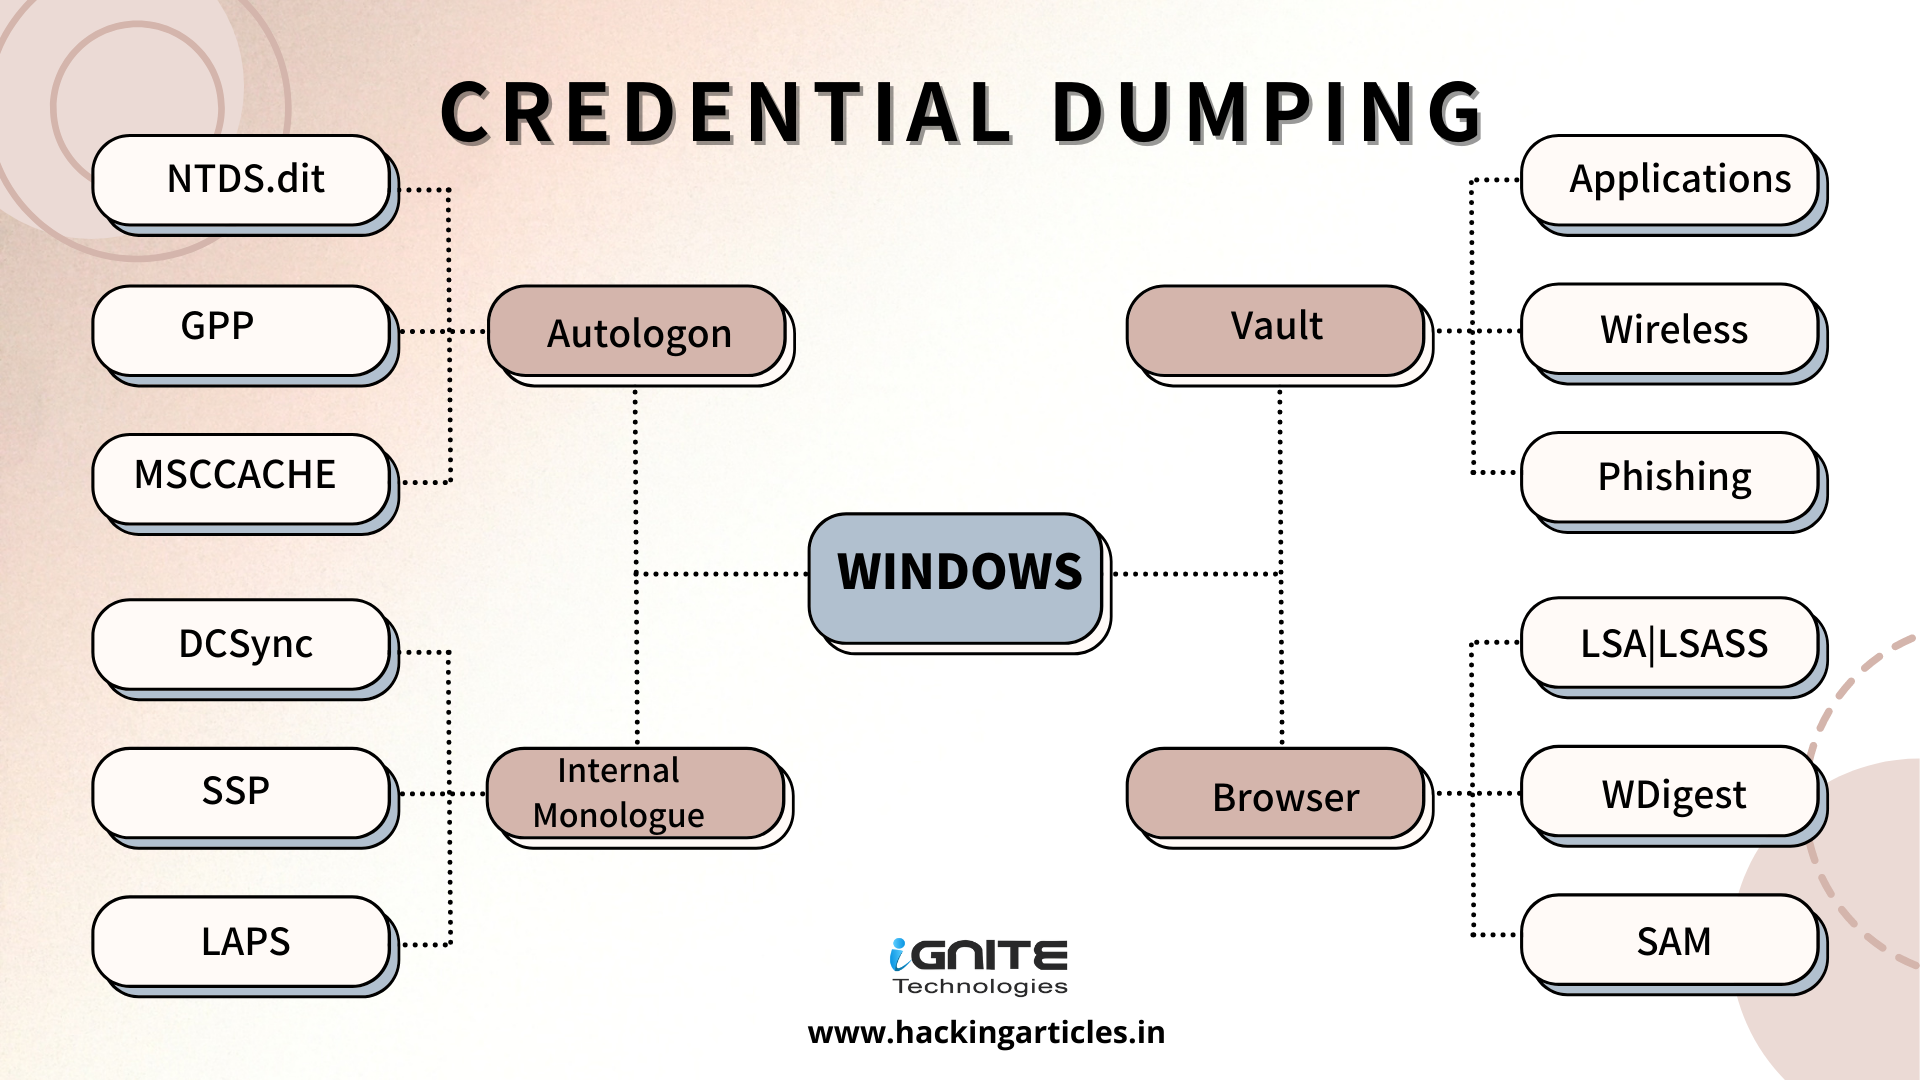 CREDENTIAL DUMPING
NTDS.dit
GPP
MSCCACHE
Autologon
DCSync
SSP
LAPS
Internal
Monologue
WINDOWS
Vault
Applications
Wireless
Phishing
Browser
LSA|LSASS
WDigest
SAM
iGNITE
Technologies
www.hackingarticles.in